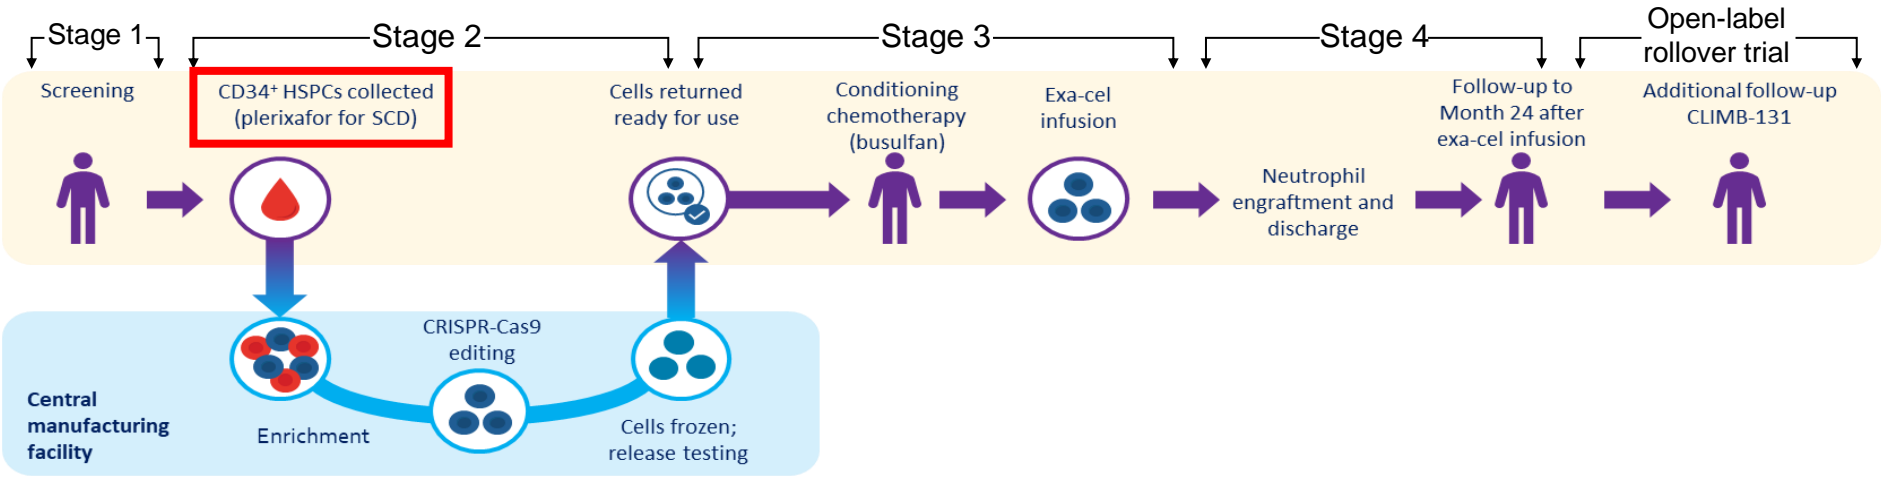 Stage 1
Stage 2
Stage 3
Stage 4
Open-label
rollover trial
Screening
CD34⁺ HSPCs collected
(plerixafor for SCD)
Cells returned
ready for use
Conditioning
chemotherapy
(busulfan)
Exa-cel
infusion
Neutrophil
engraftment and
discharge
Follow-up to
Month 24 after
exa-cel infusion
Additional follow-up
CLIMB-131
Central
manufacturing
facility
Enrichment
CRISPR-Cas9
editing
Cells frozen;
release testing